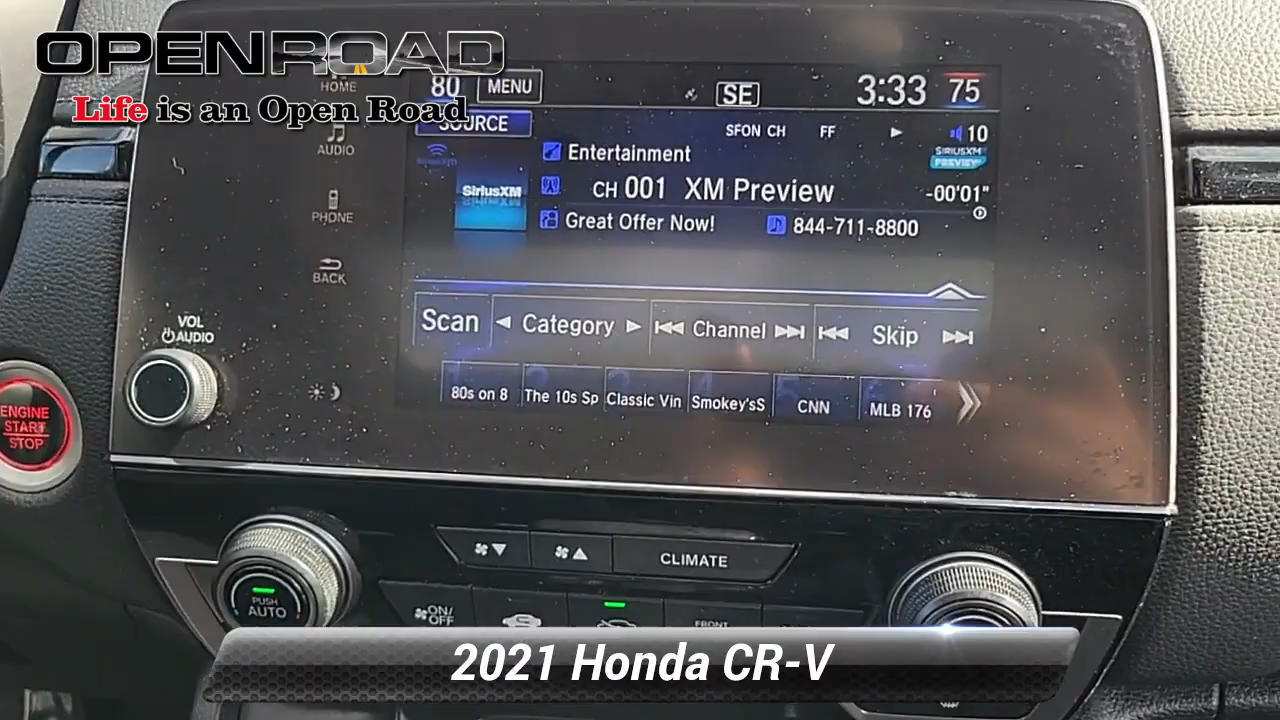 OPENROAD
Life is an Open Road
HOME
80 MENU SE 3:33 75
SOURCE
SFON CH FF 10
AUDIO
Entertainment
SIRIUSXM
PREVIEW
SiriusXM
CH 001 XM Preview -00'01"
PHONE
Great Offer Now! 844-711-8800
BACK
Scan Category Channel Skip
VOL
AUDIO
80s on 8 The 10s Sp Classic Vin Smokey'sS CNN MLB 176
ENGINE
START
STOP
CLIMATE
PUSH
AUTO
ON/
OFF
FRONT
2021 Honda CR-V